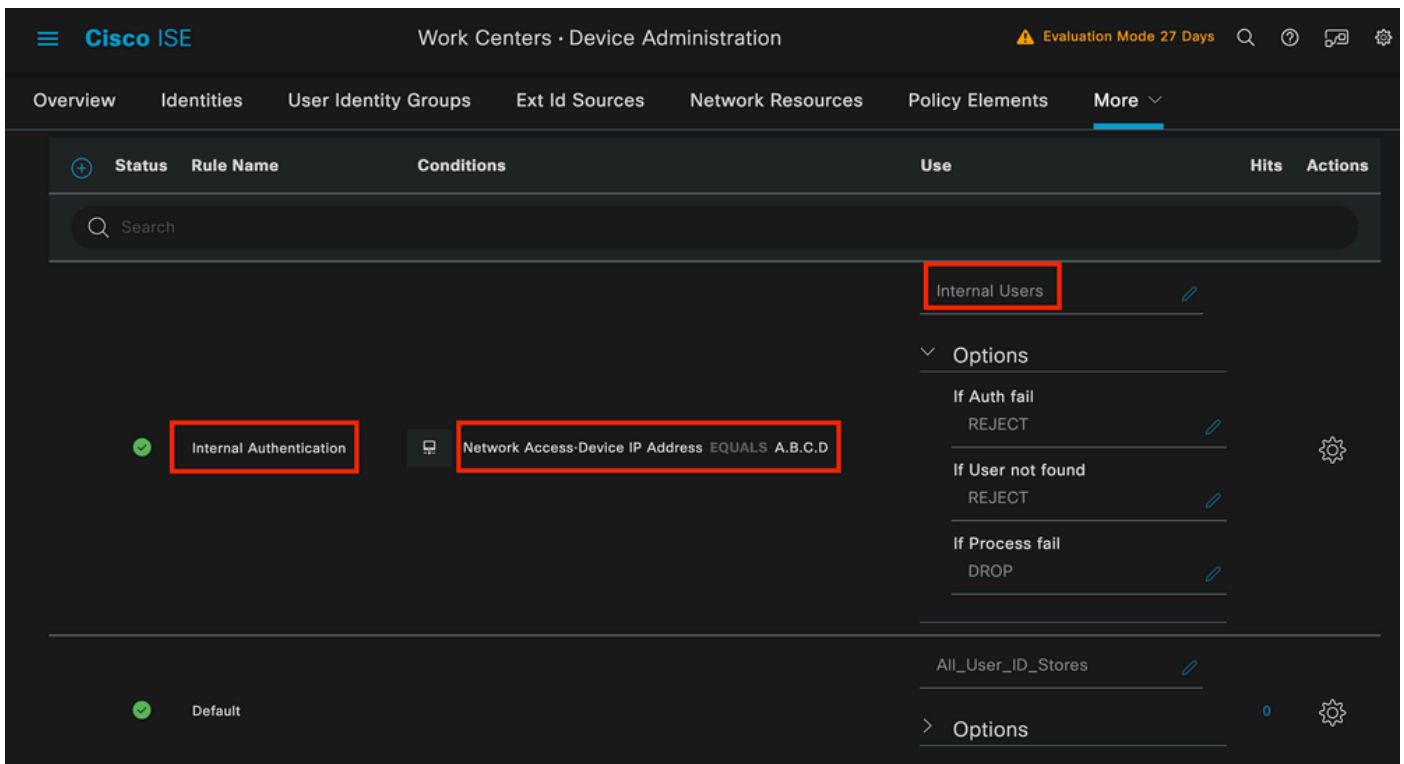 Cisco ISE
Work Centers · Device Administration
Evaluation Mode 27 Days
Overview Identities User Identity Groups Ext Id Sources Network Resources Policy Elements More
Status Rule Name Conditions Use Hits Actions
Search
Internal Users
Options
If Auth fail
REJECT
Internal Authentication
Network Access·Device IP Address EQUALS A.B.C.D
If User not found
REJECT
If Process fail
DROP
All_User_ID_Stores
Default
0
Options